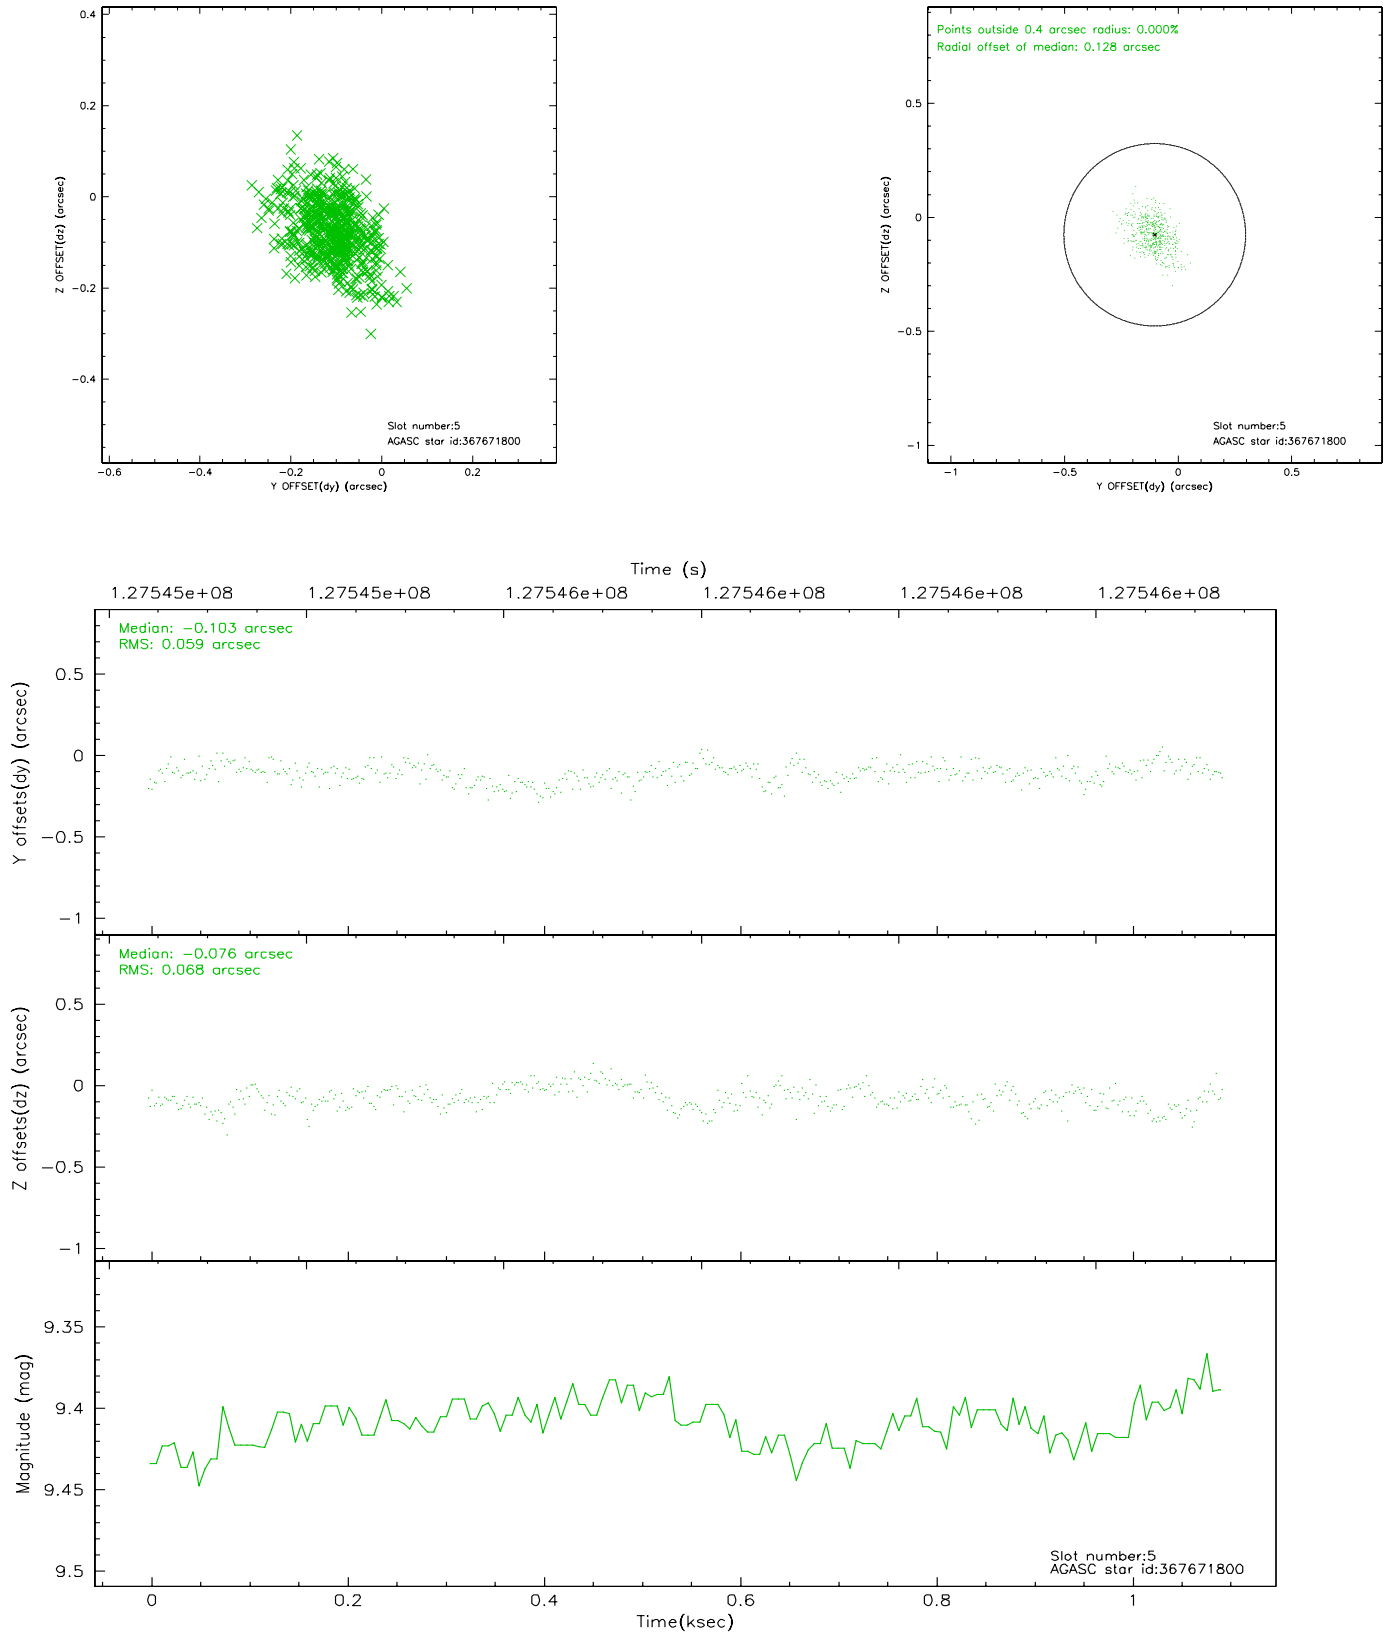 0.4
0.2
0
−0.2
−0.4
Z OFFSET(dz) (arcsec)
Slot number:5
AGASC star id:367671800
−0.6 −0.4 −0.2 0 0.2
Y OFFSET(dy) (arcsec)
Points outside 0.4 arcsec radius: 0.000%
Radial offset of median: 0.128 arcsec
0.5
0
−0.5
−1
Z OFFSET(dz) (arcsec)
Slot number:5
AGASC star id:367671800
−1 −0.5 0 0.5
Y OFFSET(dy) (arcsec)
Time (s)
1.27545e+08 1.27545e+08 1.27546e+08 1.27546e+08 1.27546e+08 1.27546e+08
Median: −0.103 arcsec
RMS: 0.059 arcsec
0.5
0
−0.5
−1
Y offsets(dy) (arcsec)
Median: −0.076 arcsec
RMS: 0.068 arcsec
0.5
0
−0.5
−1
Z offsets(dz) (arcsec)
9.35
9.4
9.45
9.5
Magnitude (mag)
Slot number:5
AGASC star id:367671800
0 0.2 0.4 0.6 0.8 1
Time(ksec)